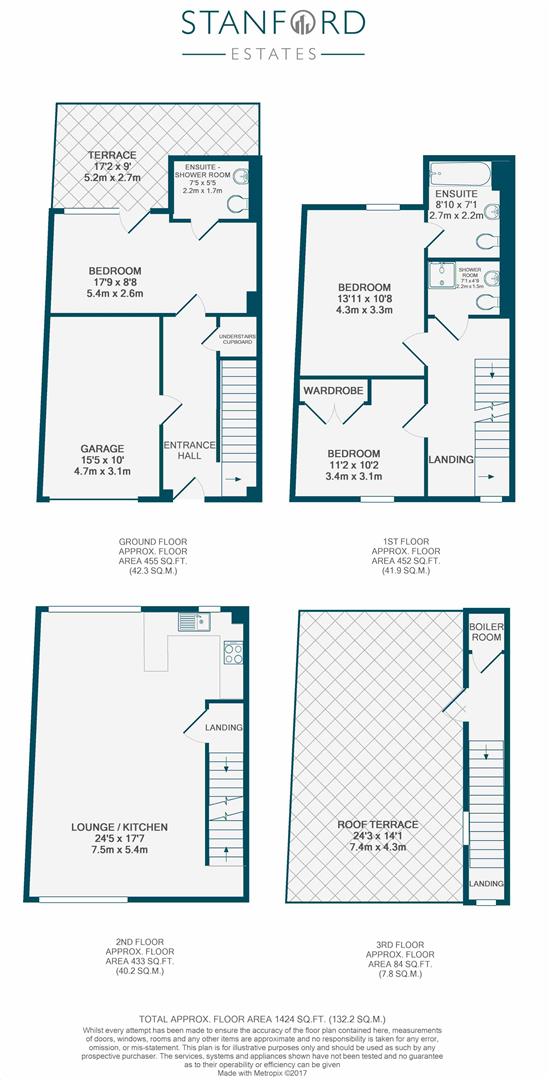 STANFORD
ESTATES
TERRACE
17'2 x 9'
5.2m x 2.7m
ENSUITE -
SHOWER ROOM
7'5 x 5'5
2.2m x 1.7m
BEDROOM
17'9 x 8'8
5.4m x 2.6m
UNDERSTAIRS
CUPBOARD
GARAGE
15'5 x 10'
4.7m x 3.1m
ENTRANCE
HALL
GROUND FLOOR
APPROX. FLOOR
AREA 455 SQ.FT.
(42.3 SQ.M.)
ENSUITE
8'10 x 7'1
2.7m x 2.2m
SHOWER
ROOM
7'1 x 4'9
2.2m x 1.5m
BEDROOM
13'11 x 10'8
4.3m x 3.3m
WARDROBE
BEDROOM
11'2 x 10'2
3.4m x 3.1m
LANDING
1ST FLOOR
APPROX. FLOOR
AREA 452 SQ.FT.
(41.9 SQ.M.)
LANDING
LOUNGE / KITCHEN
24'5 x 17'7
7.5m x 5.4m
2ND FLOOR
APPROX. FLOOR
AREA 433 SQ.FT.
(40.2 SQ.M.)
BOILER
ROOM
ROOF TERRACE
24'3 x 14'1
7.4m x 4.3m
LANDING
3RD FLOOR
APPROX. FLOOR
AREA 84 SQ.FT.
(7.8 SQ.M.)
TOTAL APPROX. FLOOR AREA 1424 SQ.FT. (132.2 SQ.M.)
Whilst every attempt has been made to ensure the accuracy of the floor plan contained here, measurements
of doors, windows, rooms and any other items are approximate and no responsibility is taken for any error,
omission, or mis-statement. This plan is for illustrative purposes only and should be used as such by any
prospective purchaser. The services, systems and appliances shown have not been tested and no guarantee
as to their operability or efficiency can be given
Made with Metropix ©2017